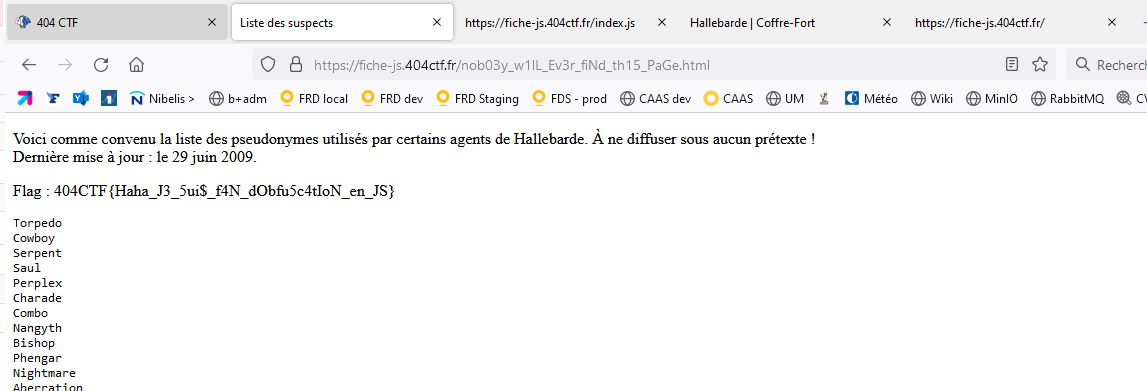 404 CTF
Liste des suspects
https://fiche-js.404ctf.fr/index.js
Hallebarde | Coffre-Fort
https://fiche-js.404ctf.fr/
https://fiche-js.404ctf.fr/nob03y_w1lL_Ev3r_fiNd_th15_PaGe.html
Recherc
Nibelis > b+adm FRD local FRD dev FRD Staging FDS - prod CAAS dev CAAS UM Météo Wiki MinIO RabbitMQ
Voici comme convenu la liste des pseudonymes utilisés par certains agents de Hallebarde. À ne diffuser sous aucun prétexte !
Dernière mise à jour : le 29 juin 2009.
Flag : 404CTF{Haha_J3_5ui$_f4N_dObfu5c4tIoN_en_JS}
Torpedo
Cowboy
Serpent
Saul
Perplex
Charade
Combo
Nangyth
Bishop
Phengar
Nightmare
Aberration